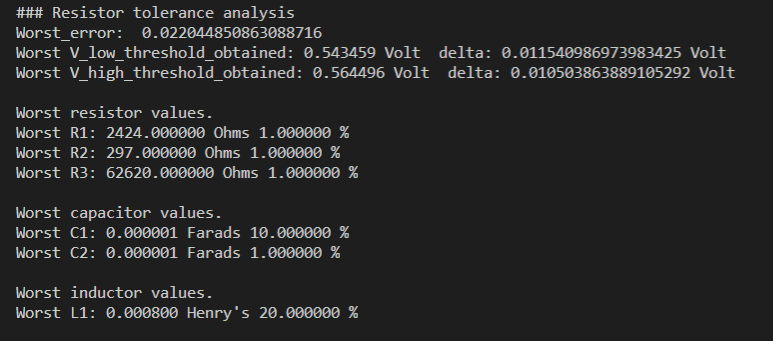 ### Resistor tolerance analysis
Worst_error:  0.022044850863088716
Worst V_low_threshold_obtained: 0.543459 Volt  delta: 0.011540986973983425 Volt
Worst V_high_threshold_obtained: 0.564496 Volt  delta: 0.010503863889105292 Volt
Worst resistor values.
Worst R1: 2424.000000 Ohms 1.000000 %
Worst R2: 297.000000 Ohms 1.000000 %
Worst R3: 62620.000000 Ohms 1.000000 %
Worst capacitor values.
Worst C1: 0.000001 Farads 10.000000 %
Worst C2: 0.000001 Farads 1.000000 %
Worst inductor values.
Worst L1: 0.000800 Henry's 20.000000 %